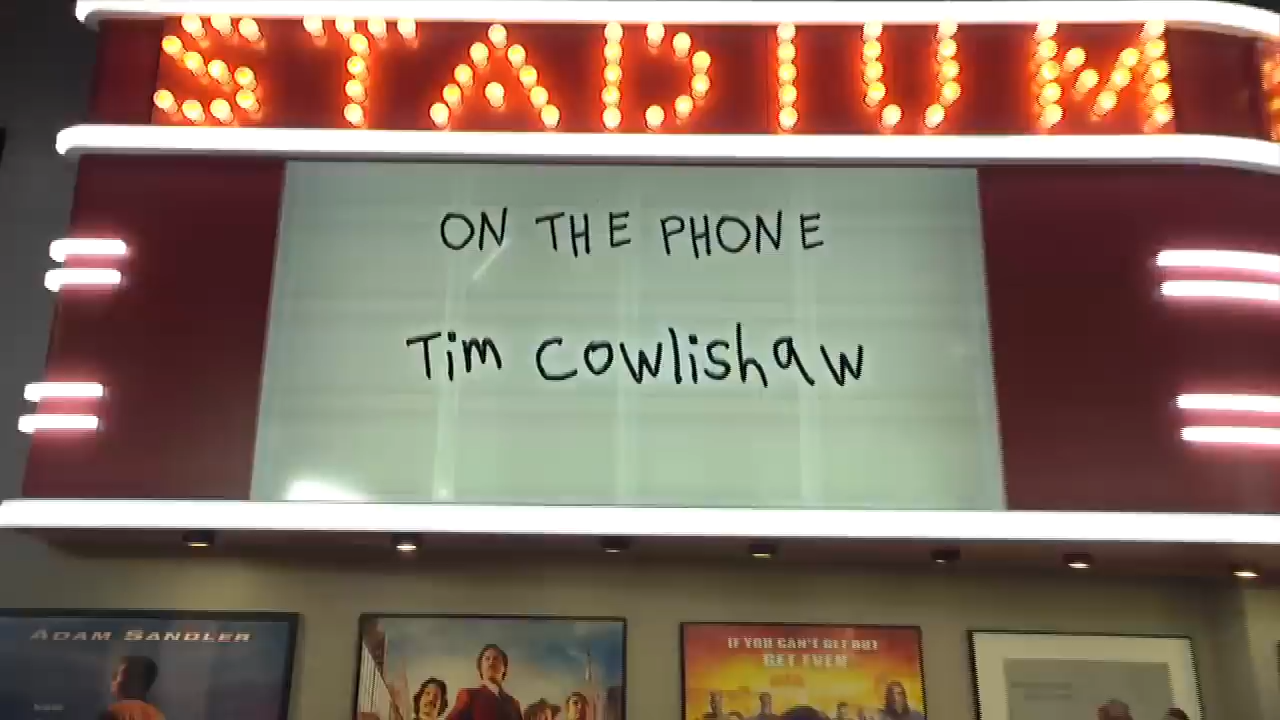 STADIUM
ON THE PHONE
Tim Cowlishaw
ADAM SANDLER
IF YOU CAN'T GET OUT
GET EVEN